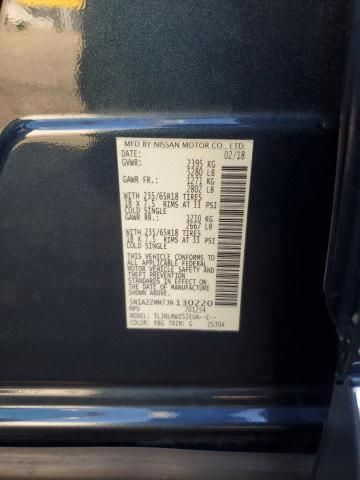 MFD BY NISSAN MOTOR CO., LTD.
DATE: 02/18
GVWR: 2395 KG
5280 LB
GAWR FR.: 1271 KG
2802 LB
WITH 235/65R18 TIRES
18 X 7.5 RIMS AT 33 PSI
COLD SINGLE
GAWR RR.: 1210 KG
2667 LB
WITH 235/65R18 TIRES
18 X 7.5 RIMS AT 33 PSI
COLD SINGLE
THIS VEHICLE CONFORMS TO
ALL APPLICABLE FEDERAL
MOTOR VEHICLE SAFETY
STANDARDS IN EFFECT ON
THE DATE OF MANUFACTURE
SHOWN ABOVE.
5N1AZ2MH7JN130220
MPV 701254
MODEL: TLJNLRWZ52EUA--E--
COLOR: RBG TRIM: G Z5IOA